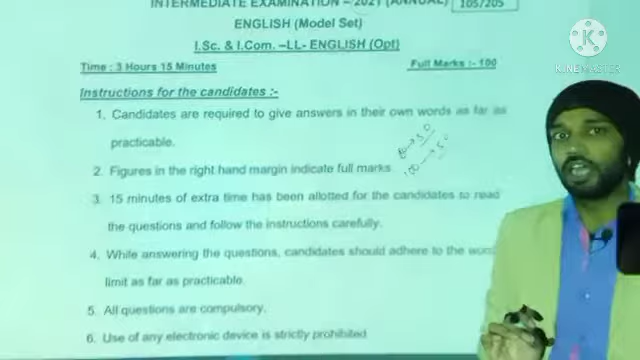 INTERMEDIATE EXAMINATION – 2021 (ANNUAL)
105/205
ENGLISH (Model Set)
I.Sc. & I.Com. –LL- ENGLISH (Opt)
Time : 3 Hours 15 Minutes
Full Marks :- 100
Instructions for the candidates :-
1. Candidates are required to give answers in their own words as far as
practicable.
2. Figures in the right hand margin indicate full marks.
3. 15 minutes of extra time has been allotted for the candidates to read
the questions and follow the instructions carefully.
4. While answering the questions, candidates should adhere to the word
limit as far as practicable.
5. All questions are compulsory.
6. Use of any electronic device is strictly prohibited
100 → 50
KINEMASTER